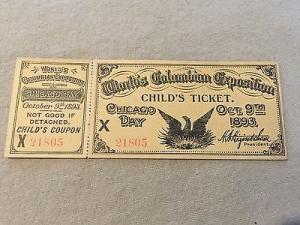 World's
Columbian Exposition
Chicago Day
October 9th 1893.
NOT GOOD IF
DETACHED.
CHILD'S COUPON
X 21805
World's Columbian Exposition
CHILD'S TICKET.
CHICAGO DAY
OCT. 9TH 1893.
X
21805
President